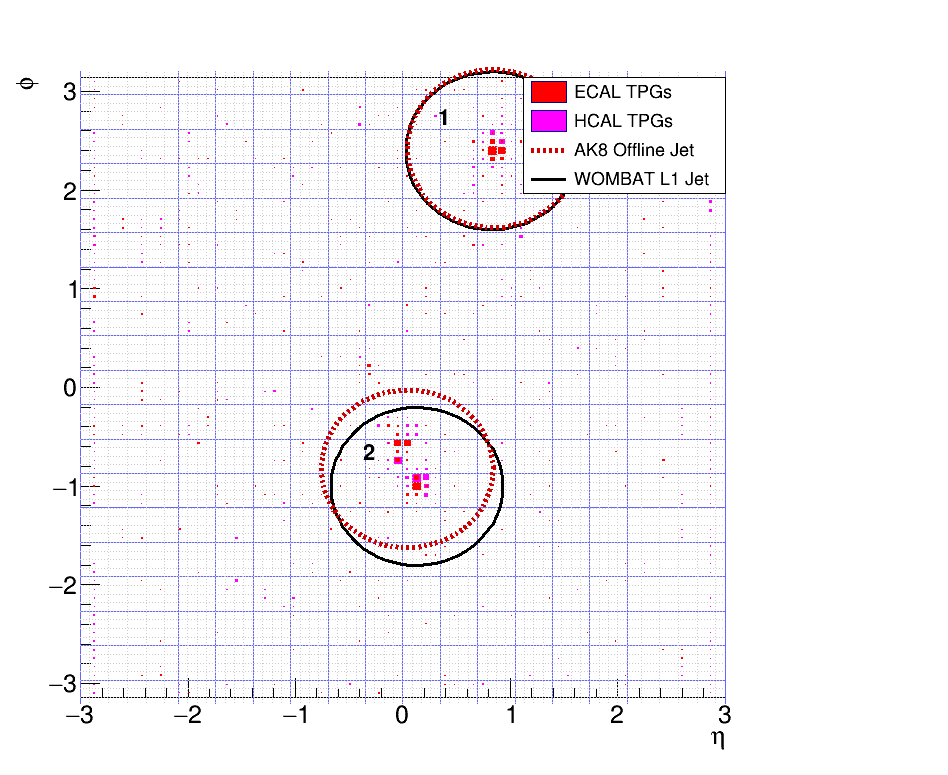 ϕ
3
2
1
0
−1
−2
−3
1
ECAL TPGs
HCAL TPGs
AK8 Offline Jet
WOMBAT L1 Jet
2
−3 −2 −1 0 1 2 3
η